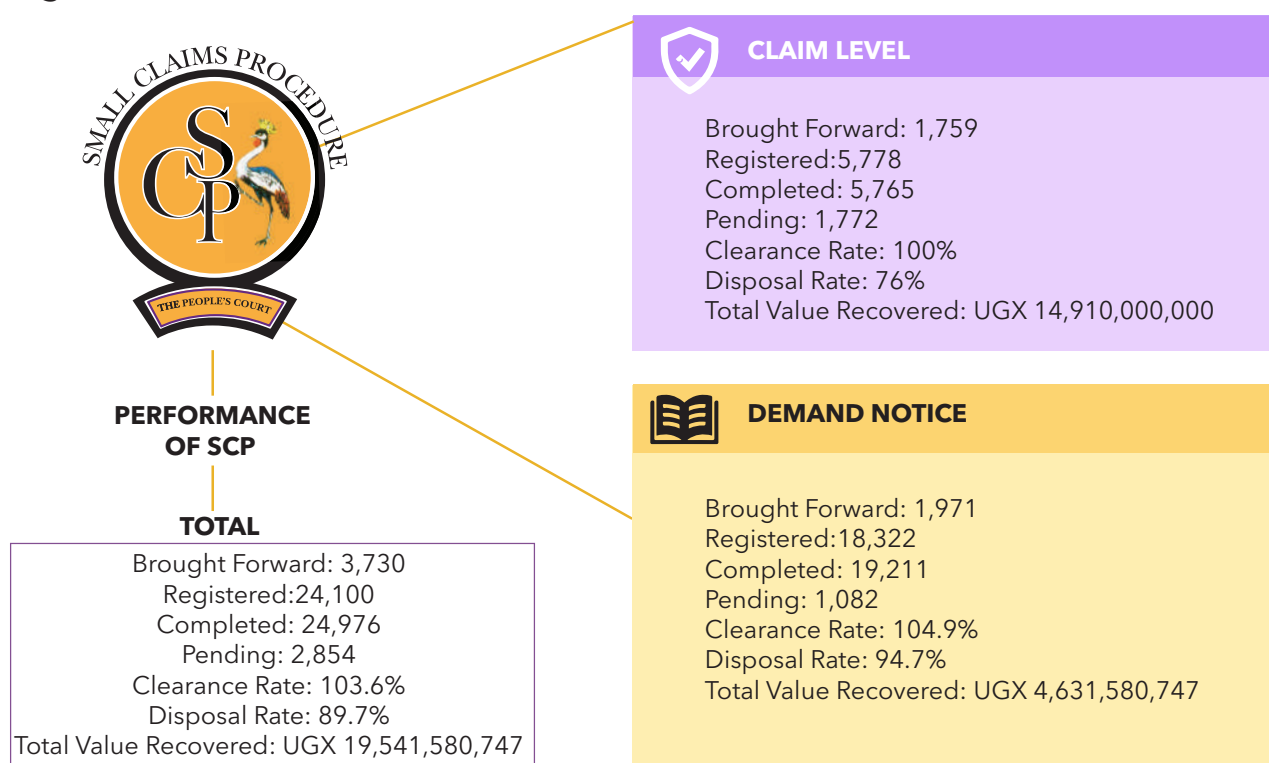 SMALL CLAIMS PROCEDURE
SCP
THE PEOPLE'S COURT
PERFORMANCE
OF SCP
TOTAL
Brought Forward: 3,730
Registered:24,100
Completed: 24,976
Pending: 2,854
Clearance Rate: 103.6%
Disposal Rate: 89.7%
Total Value Recovered: UGX 19,541,580,747
CLAIM LEVEL
Brought Forward: 1,759
Registered:5,778
Completed: 5,765
Pending: 1,772
Clearance Rate: 100%
Disposal Rate: 76%
Total Value Recovered: UGX 14,910,000,000
DEMAND NOTICE
Brought Forward: 1,971
Registered:18,322
Completed: 19,211
Pending: 1,082
Clearance Rate: 104.9%
Disposal Rate: 94.7%
Total Value Recovered: UGX 4,631,580,747